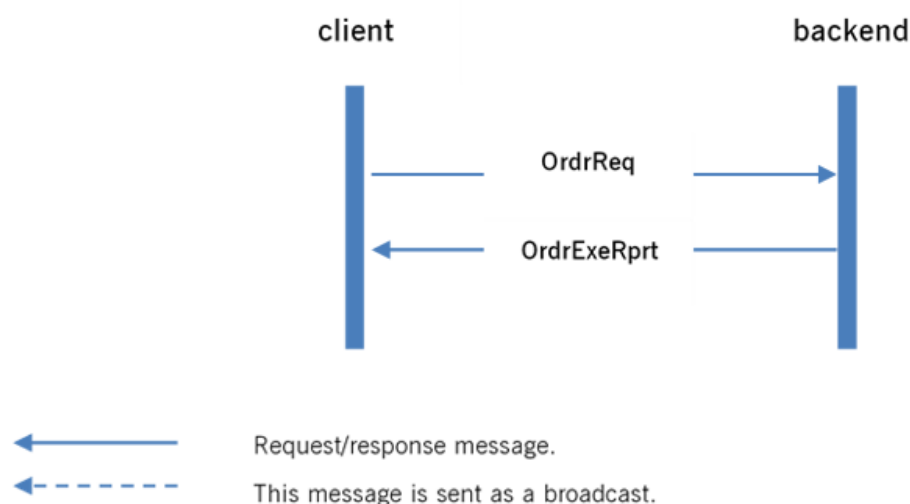 client
backend
OrdrReq
OrdrExeRprt
Request/response message.
This message is sent as a broadcast.